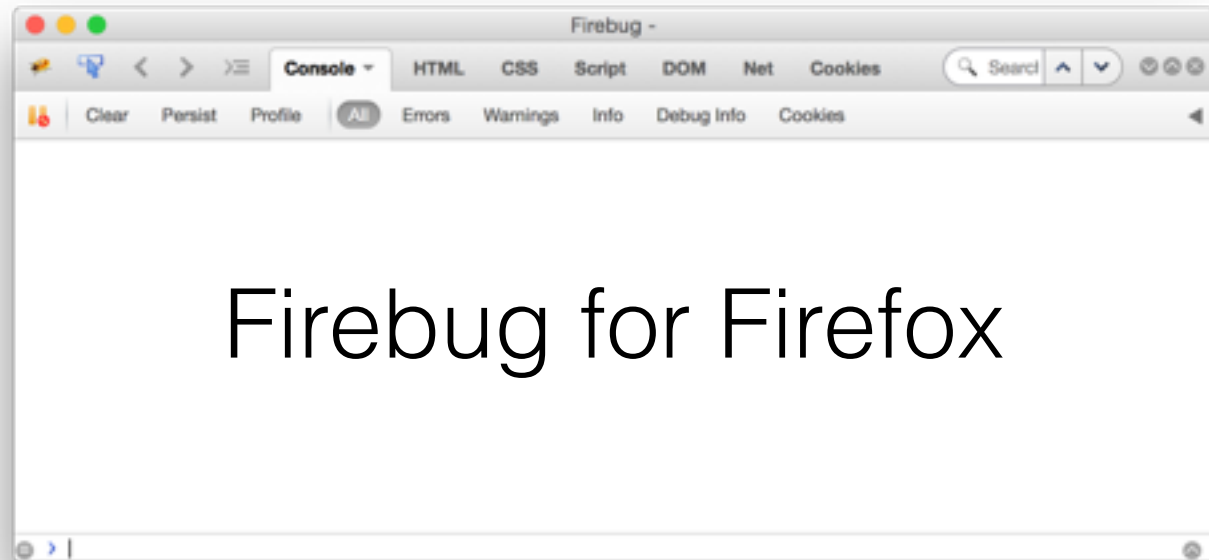 Firebug -
Console HTML CSS Script DOM Net Cookies Search
Clear Persist Profile All Errors Warnings Info Debug Info Cookies
Firebug for Firefox